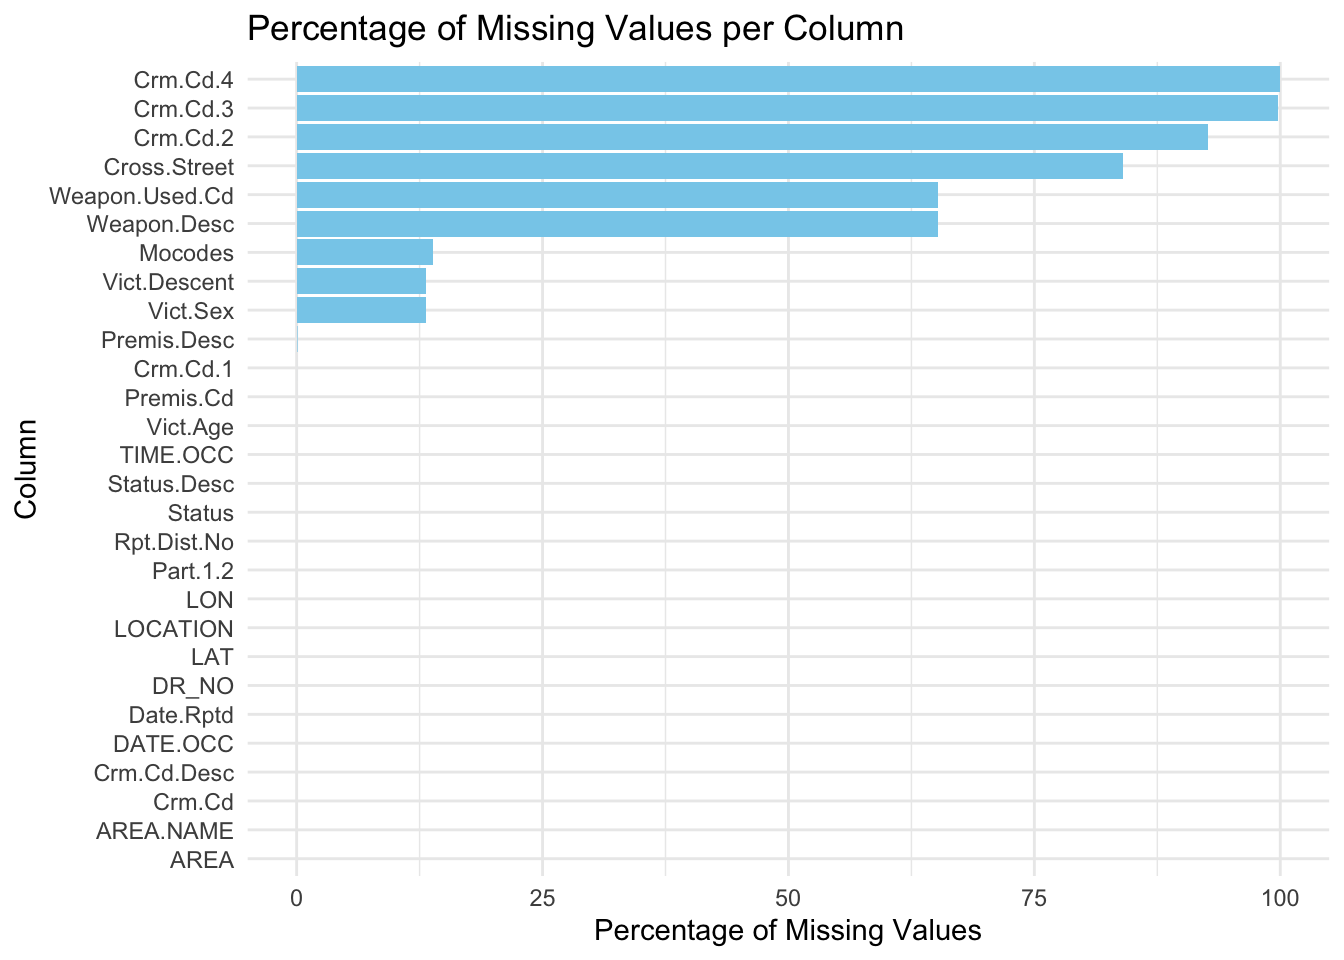 Percentage of Missing Values per Column
Crm.Cd.4
Crm.Cd.3
Crm.Cd.2
Cross.Street
Weapon.Used.Cd
Weapon.Desc
Mocodes
Vict.Descent
Vict.Sex
Premis.Desc
Crm.Cd.1
Premis.Cd
Vict.Age
TIME.OCC
Status.Desc
Status
Rpt.Dist.No
Part.1.2
LON
LOCATION
LAT
DR_NO
Date.Rptd
DATE.OCC
Crm.Cd.Desc
Crm.Cd
AREA.NAME
AREA
Column
0 25 50 75 100
Percentage of Missing Values